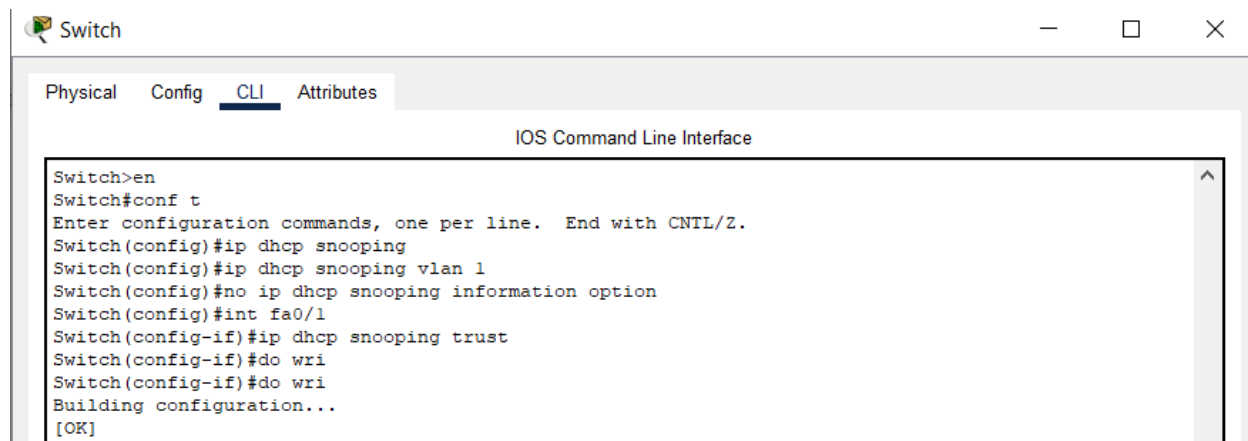 Switch
Physical Config CLI Attributes
IOS Command Line Interface
Switch>en
Switch#conf t
Enter configuration commands, one per line.  End with CNTL/Z.
Switch(config)#ip dhcp snooping
Switch(config)#ip dhcp snooping vlan 1
Switch(config)#no ip dhcp snooping information option
Switch(config)#int fa0/1
Switch(config-if)#ip dhcp snooping trust
Switch(config-if)#do wri
Switch(config-if)#do wri
Building configuration...
[OK]